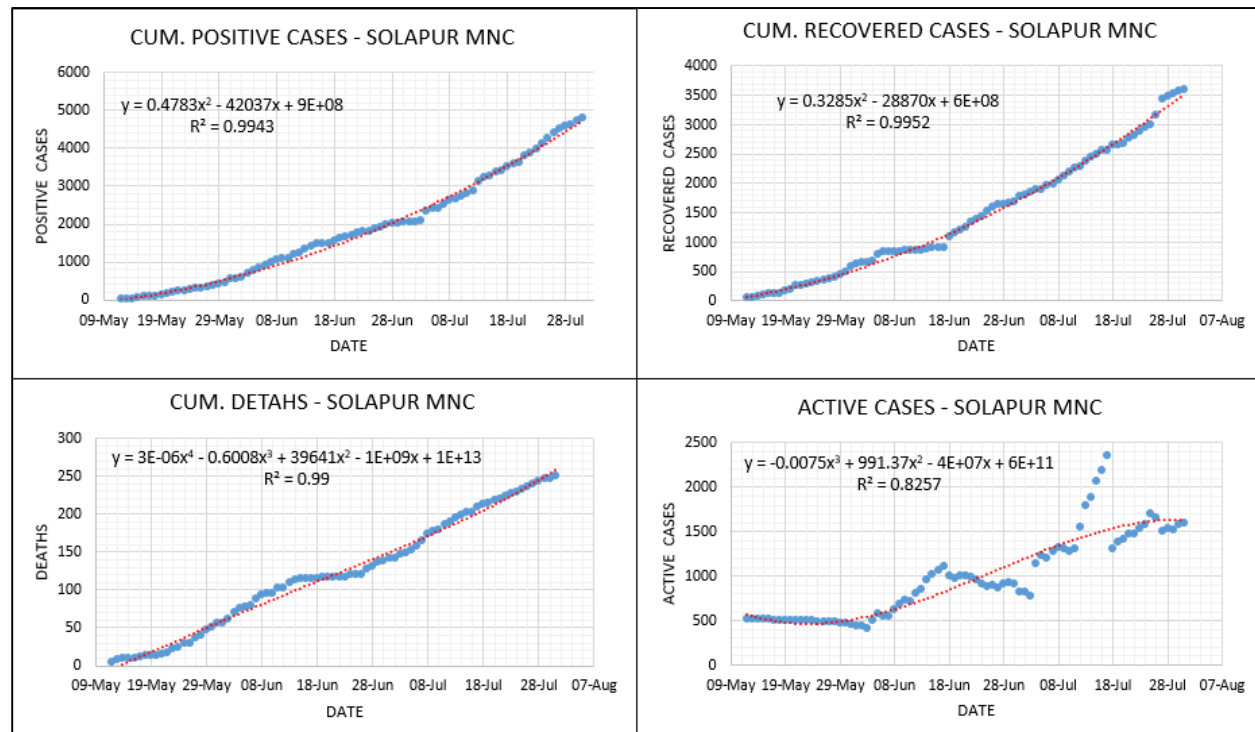 CUM. POSITIVE CASES - SOLAPUR MNC
6000
5000
4000
3000
2000
1000
0
POSITIVE CASES
y = 0.4783x² - 42037x + 9E+08
R² = 0.9943
09-May 19-May 29-May 08-Jun 18-Jun 28-Jun 08-Jul 18-Jul 28-Jul
DATE
CUM. RECOVERED CASES - SOLAPUR MNC
4000
3500
3000
2500
2000
1500
1000
500
0
RECOVERED CASES
y = 0.3285x² - 28870x + 6E+08
R² = 0.9952
09-May 19-May 29-May 08-Jun 18-Jun 28-Jun 08-Jul 18-Jul 28-Jul 07-Aug
DATE
CUM. DETAHS - SOLAPUR MNC
300
250
200
150
100
50
0
DEATHS
y = 3E-06x⁴ - 0.6008x³ + 39641x² - 1E+09x + 1E+13
R² = 0.99
09-May 19-May 29-May 08-Jun 18-Jun 28-Jun 08-Jul 18-Jul 28-Jul 07-Aug
DATE
ACTIVE CASES - SOLAPUR MNC
2500
2000
1500
1000
500
0
ACTIVE CASES
y = -0.0075x³ + 991.37x² - 4E+07x + 6E+11
R² = 0.8257
09-May 19-May 29-May 08-Jun 18-Jun 28-Jun 08-Jul 18-Jul 28-Jul 07-Aug
DATE